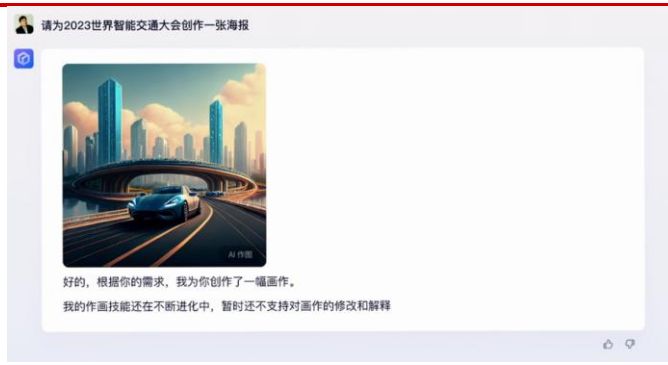 请为2023世界智能交通大会创作一张海报
AI 作图
好的，根据你的需求，我为你创作了一幅画作。
我的作画技能还在不断进化中，暂时还不支持对画作的修改和解释